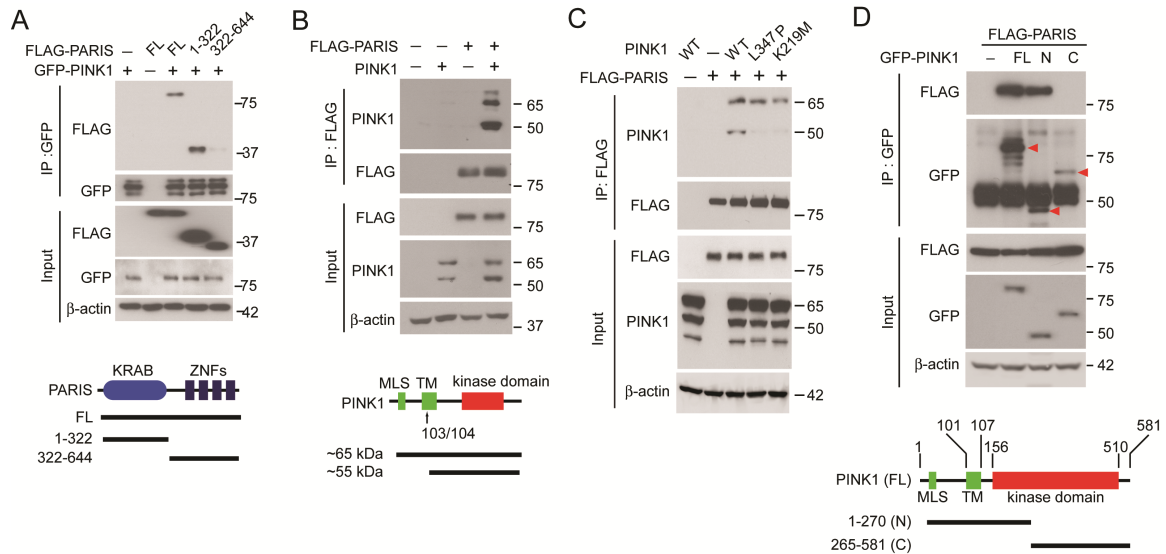 A
FLAG-PARIS – FL FL 1-322 322-644
GFP-PINK1 + – + + +
IP :GFP
FLAG
75
37
GFP
75
Input
FLAG
37
GFP
75
β-actin
42
KRAB ZNFs
PARIS
FL
1-322
322-644
B
FLAG-PARIS – – + +
PINK1 – + – +
IP : FLAG
PINK1
65
50
FLAG
75
Input
FLAG
75
PINK1
65
50
β-actin
37
MLS TM kinase domain
PINK1
103/104
~65 kDa
~55 kDa
C
PINK1 WT – WT L347P K219M
FLAG-PARIS – + + + +
IP: FLAG
PINK1
65
50
FLAG
75
Input
FLAG
75
PINK1
65
50
β-actin
42
D
FLAG-PARIS
GFP-PINK1 – FL N C
IP : GFP
FLAG
75
GFP
75
50
Input
FLAG
75
GFP
75
50
β-actin
42
1 101 107 156 510 581
PINK1 (FL)
MLS TM kinase domain
1-270 (N)
265-581 (C)